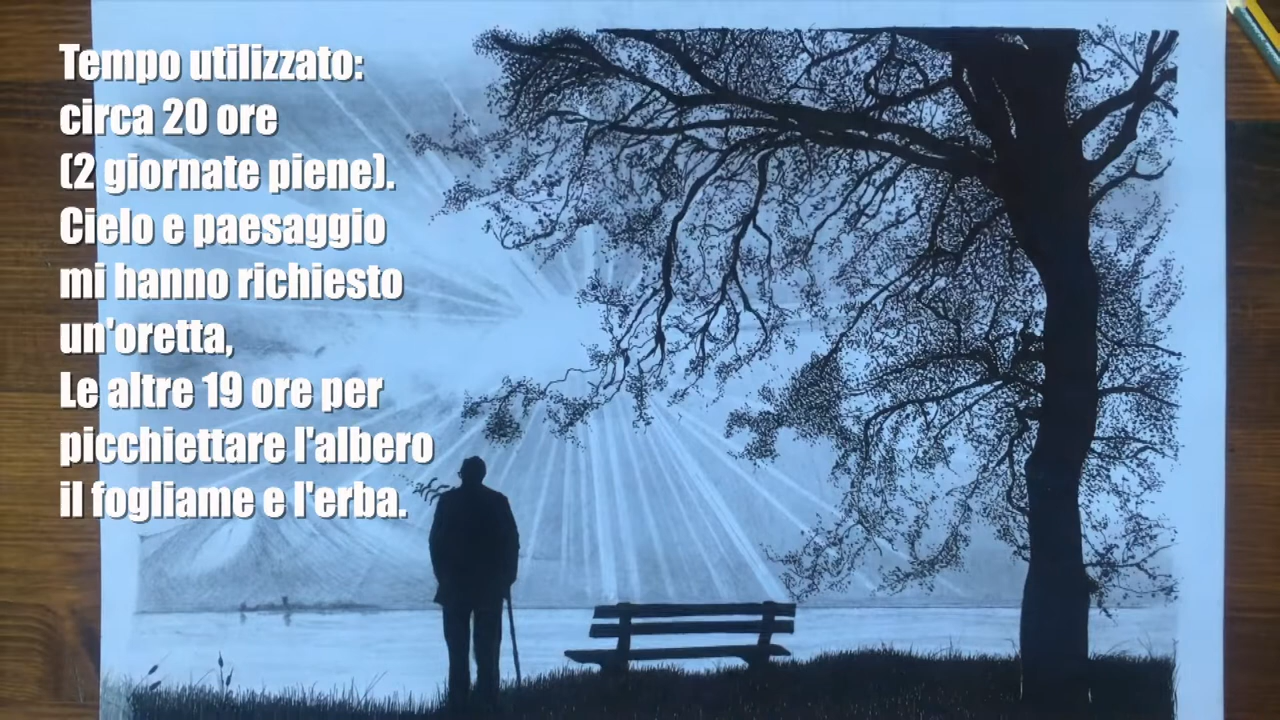 Tempo utilizzato:
circa 20 ore
(2 giornate piene).
Cielo e paesaggio
mi hanno richiesto
un'oretta,
Le altre 19 ore per
picchiettare l'albero
il fogliame e l'erba.